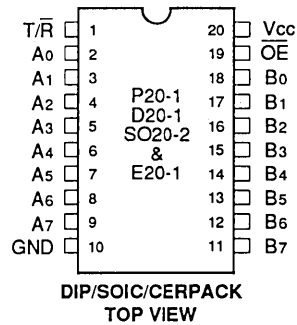 T/R̅ 1 20 Vcc
A0 2 19 O̅E̅
A1 3 18 B0
A2 4 P20-1 17 B1
A3 5 D20-1 16 B2
SO20-2
A4 6 & 15 B3
A5 7 E20-1 14 B4
A6 8 13 B5
A7 9 12 B6
GND 10 11 B7
DIP/SOIC/CERPACK
TOP VIEW